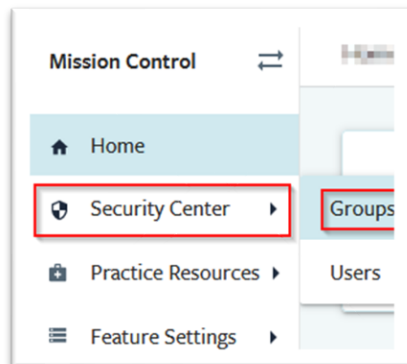 Mission Control
Home
Security Center
Groups
Practice Resources
Users
Feature Settings